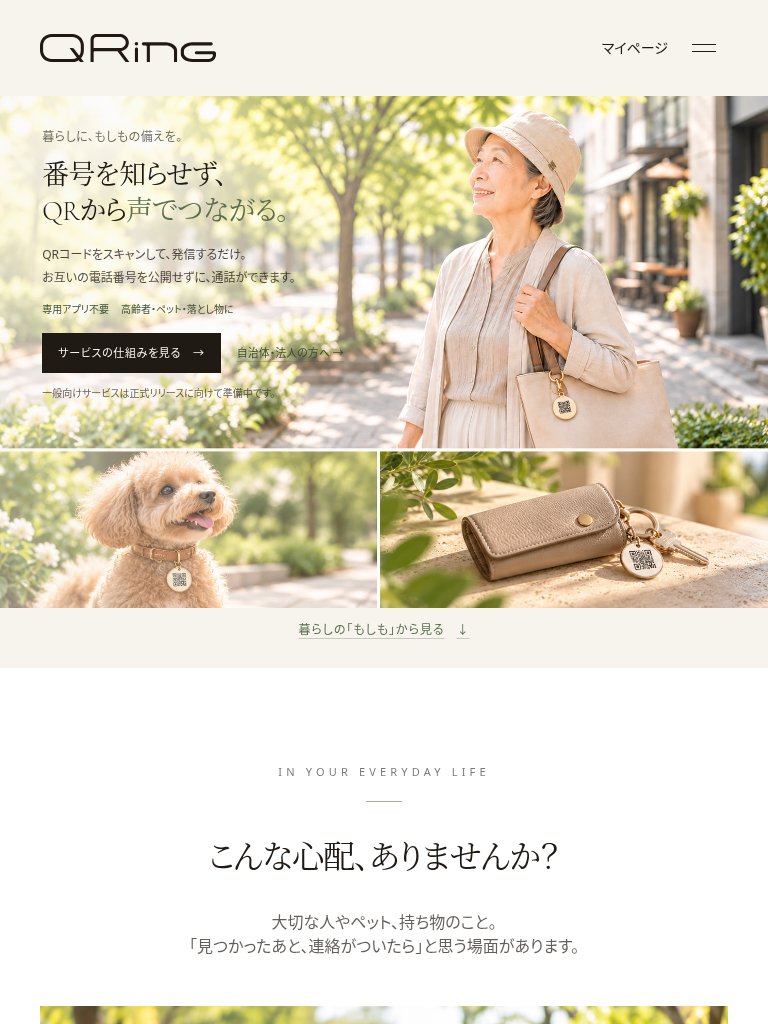 QRing
マイページ
暮らしに、もしもの備えを。
番号を知らせず、
QRから声でつながる。
QRコードをスキャンして、発信するだけ。
お互いの電話番号を公開せずに、通話ができます。
専用アプリ不要 高齢者・ペット・落とし物に
サービスの仕組みを見る →
自治体・法人の方へ →
一般向けサービスは正式リリースに向けて準備中です。
暮らしの「もしも」から見る ↓
IN YOUR EVERYDAY LIFE
こんな心配、ありませんか?
大切な人やペット、持ち物のこと。
「見つかったあと、連絡がついたら」と思う場面があります。